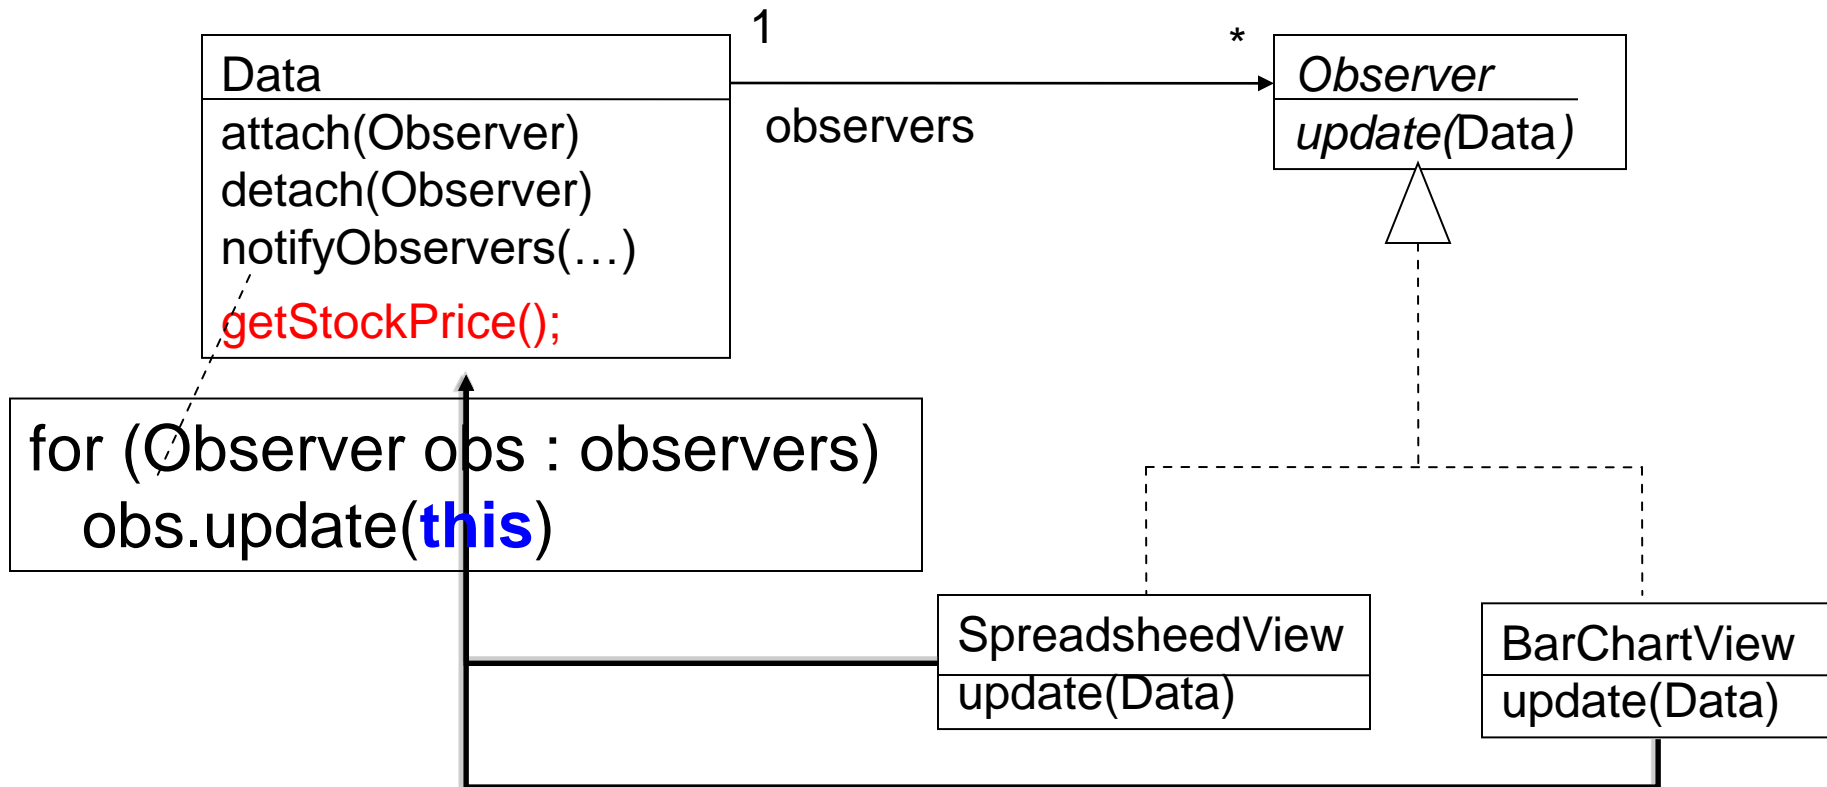 1
*
Data
attach(Observer)
detach(Observer)
notifyObservers(…)
getStockPrice();
observers
Observer
update(Data)
for (Observer obs : observers)
obs.update(this)
SpreadsheedView
update(Data)
BarChartView
update(Data)